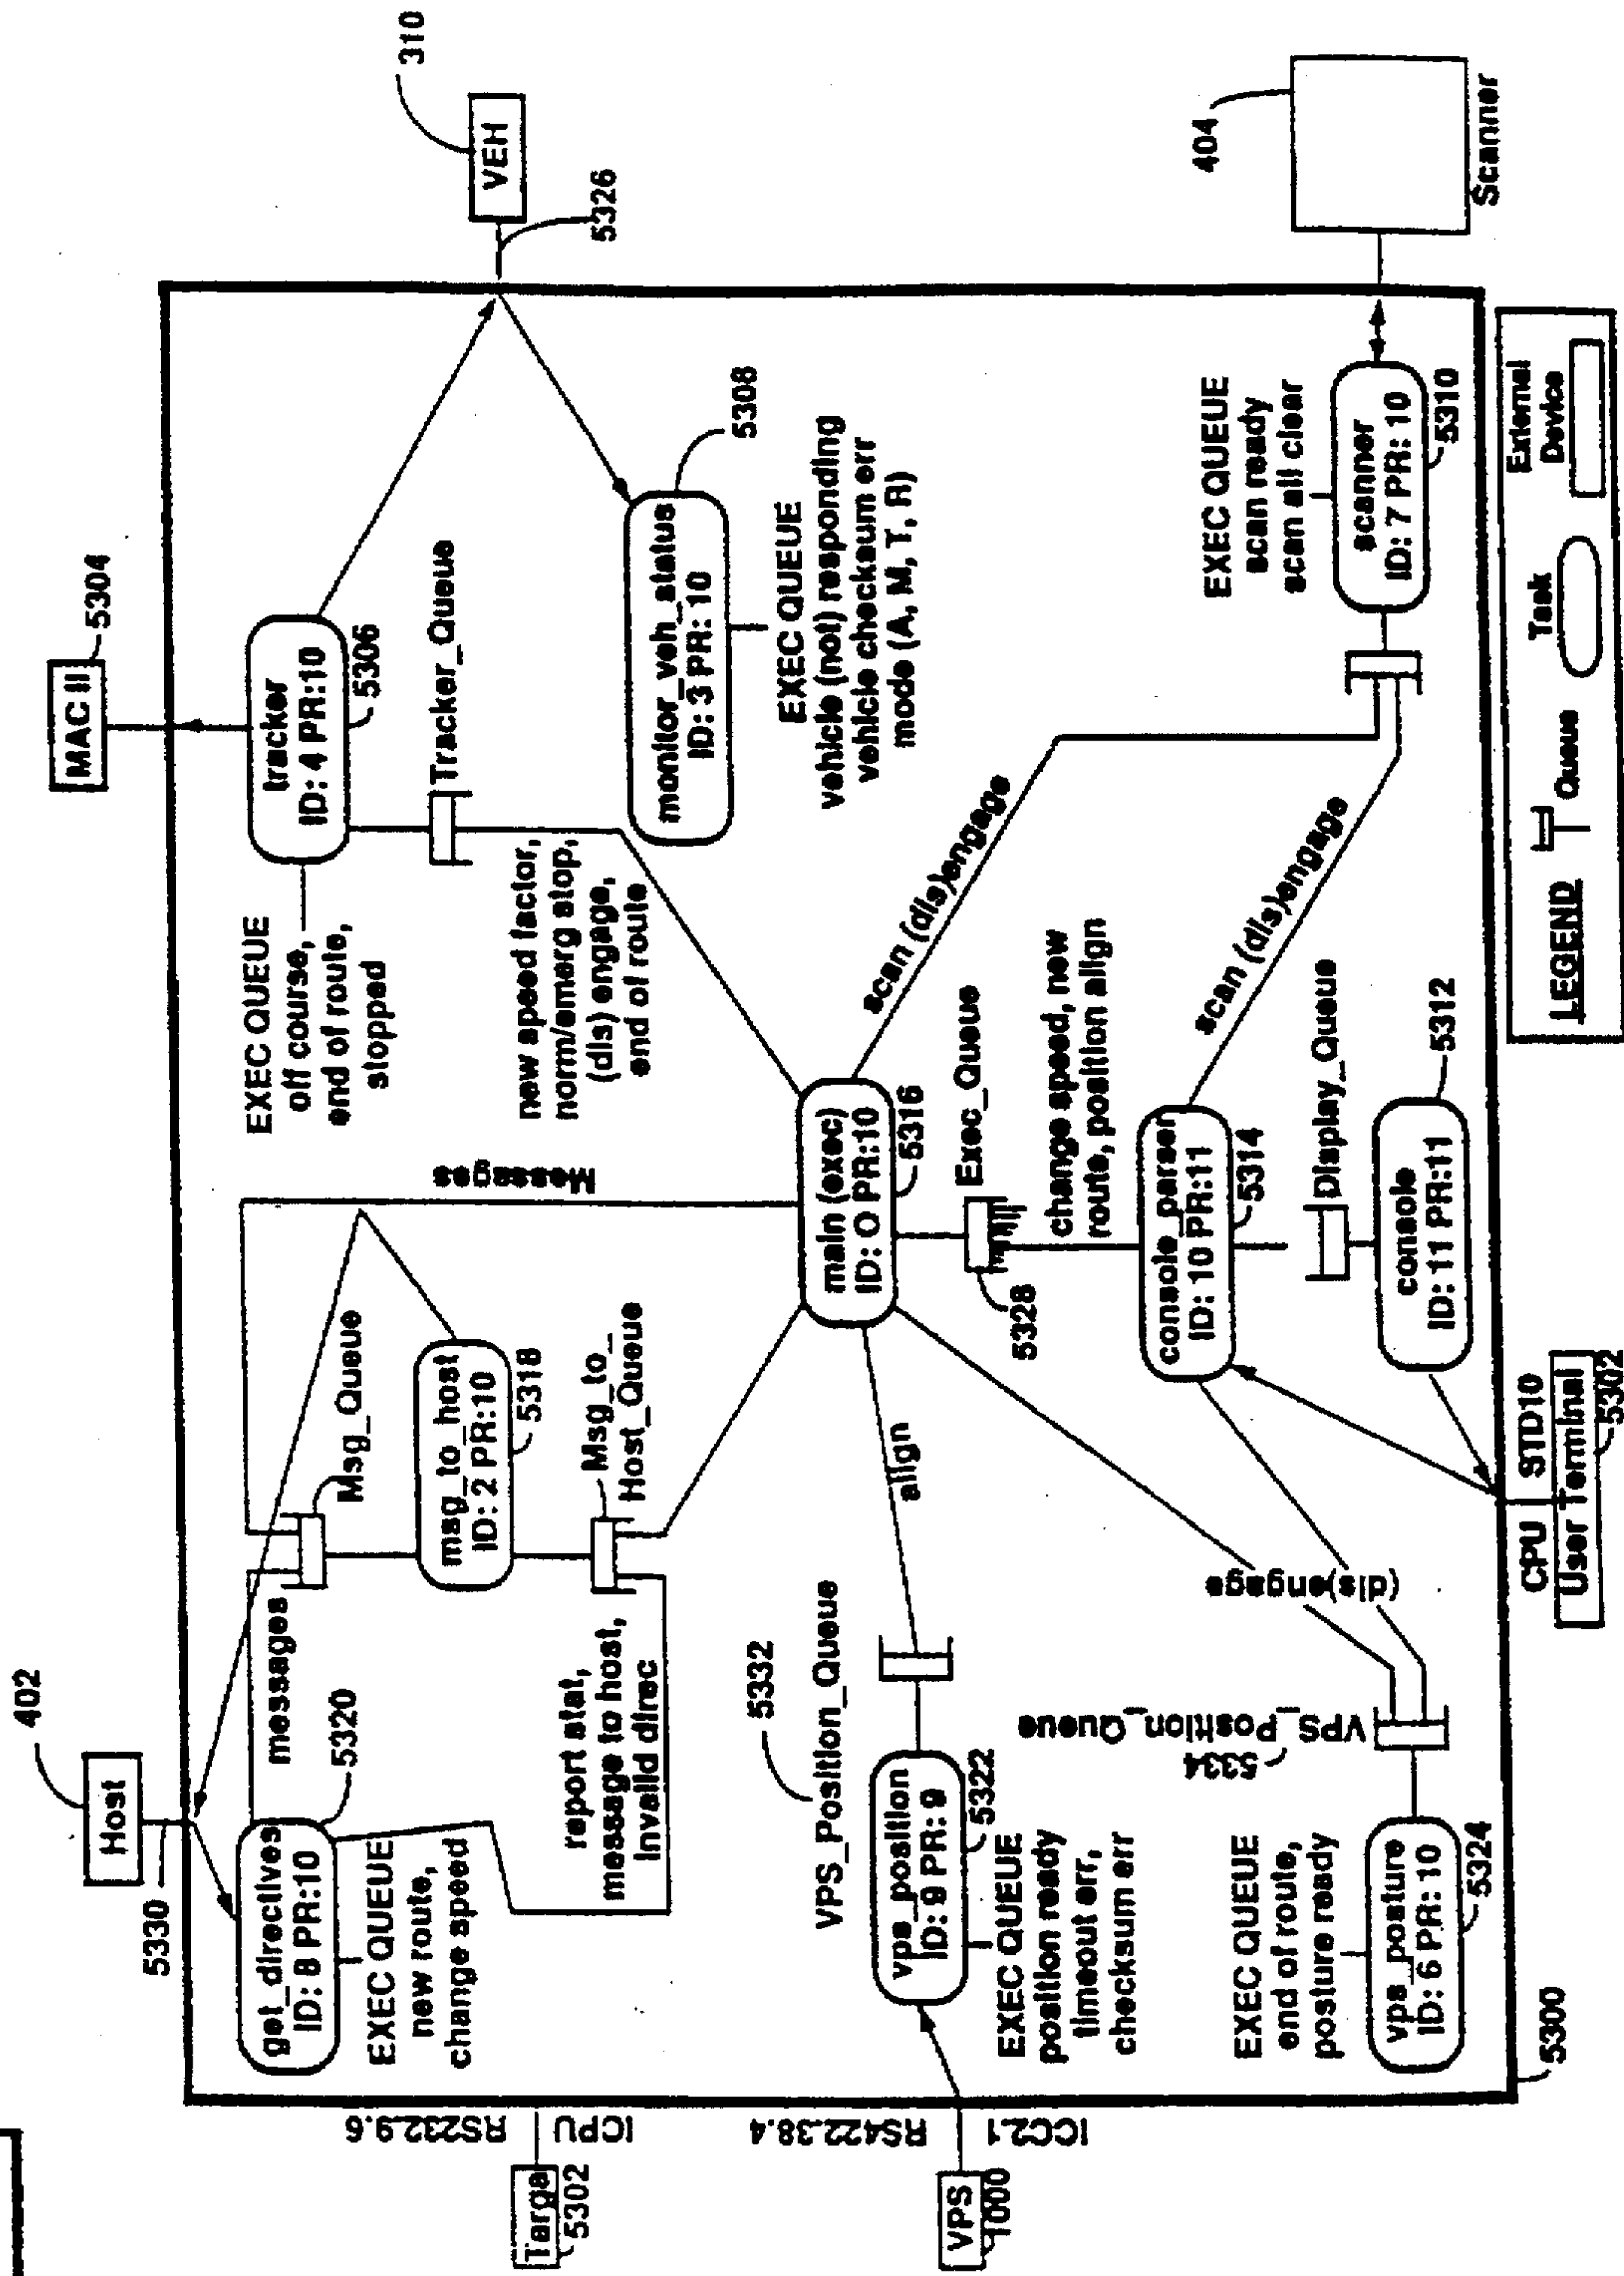 402
Host
5330
MAC II
5304
310
VEH
5326
get_directives
ID: 8 PR:10
5320
EXEC QUEUE
new route,
change speed
messages
Msg_Queue
msg_to_host
ID: 2 PR:10
5318
Msg_to_
Host_Queue
report stat,
message to host,
Invalid direc
Messages
EXEC QUEUE
off course,
end of route,
stopped
tracker
ID: 4 PR:10
5306
Tracker_Queue
new speed factor,
norm/emerg stop,
(dis) engage,
end of route
monitor_veh_status
ID: 3 PR: 10
5308
EXEC QUEUE
vehicle (not) responding
vehicle checkeum err
mode (A, M, T, R)
Targa
5302
RS232.9.6
ICPU
VPS
1000
RS422.38.4
ICC2.1
5332
VPS_Position_Queue
vps_position
ID: 9 PR: 9
5322
EXEC QUEUE
position ready
timeout err,
checksum err
align
main (exec)
ID: O PR:10
5316
Exec_Queue
5328
scan (dis)engage
change speed, new
route, position align
scan (dis)engage
console_parser
ID: 10 PR:11
5314
Display_Queue
console
ID: 11 PR:11
5312
(dis)engage
VPS_Position_Queue
5334
EXEC QUEUE
end of route,
posture ready
vps_posture
ID: 6 PR: 10
5324
EXEC QUEUE
scan ready
scan all clear
scanner
ID: 7 PR: 10
5310
404
Scanner
5300
CPU STD10
User Terminal
5302
LEGEND
Queue
Task
External
Device